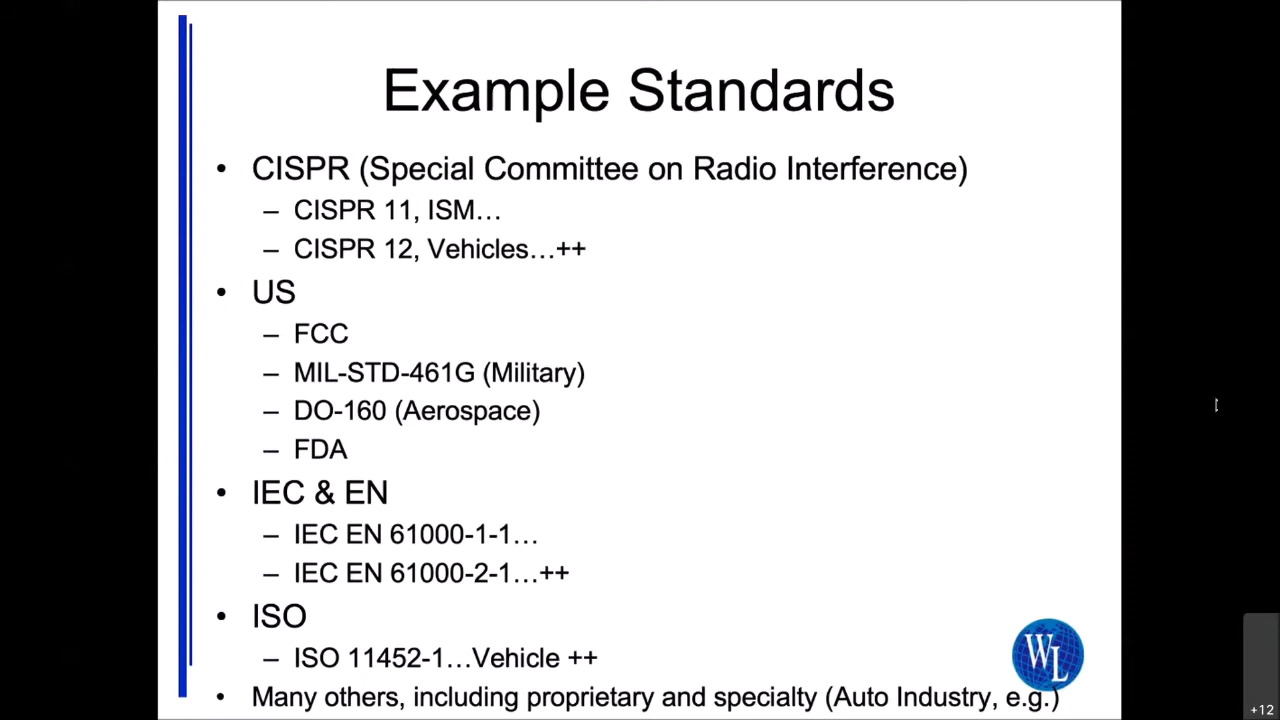 Example Standards
• CISPR (Special Committee on Radio Interference)
– CISPR 11, ISM…
– CISPR 12, Vehicles…++
• US
– FCC
– MIL-STD-461G (Military)
– DO-160 (Aerospace)
– FDA
• IEC & EN
– IEC EN 61000-1-1…
– IEC EN 61000-2-1…++
• ISO
– ISO 11452-1…Vehicle ++
WL
• Many others, including proprietary and specialty (Auto Industry, e.g.)
+12